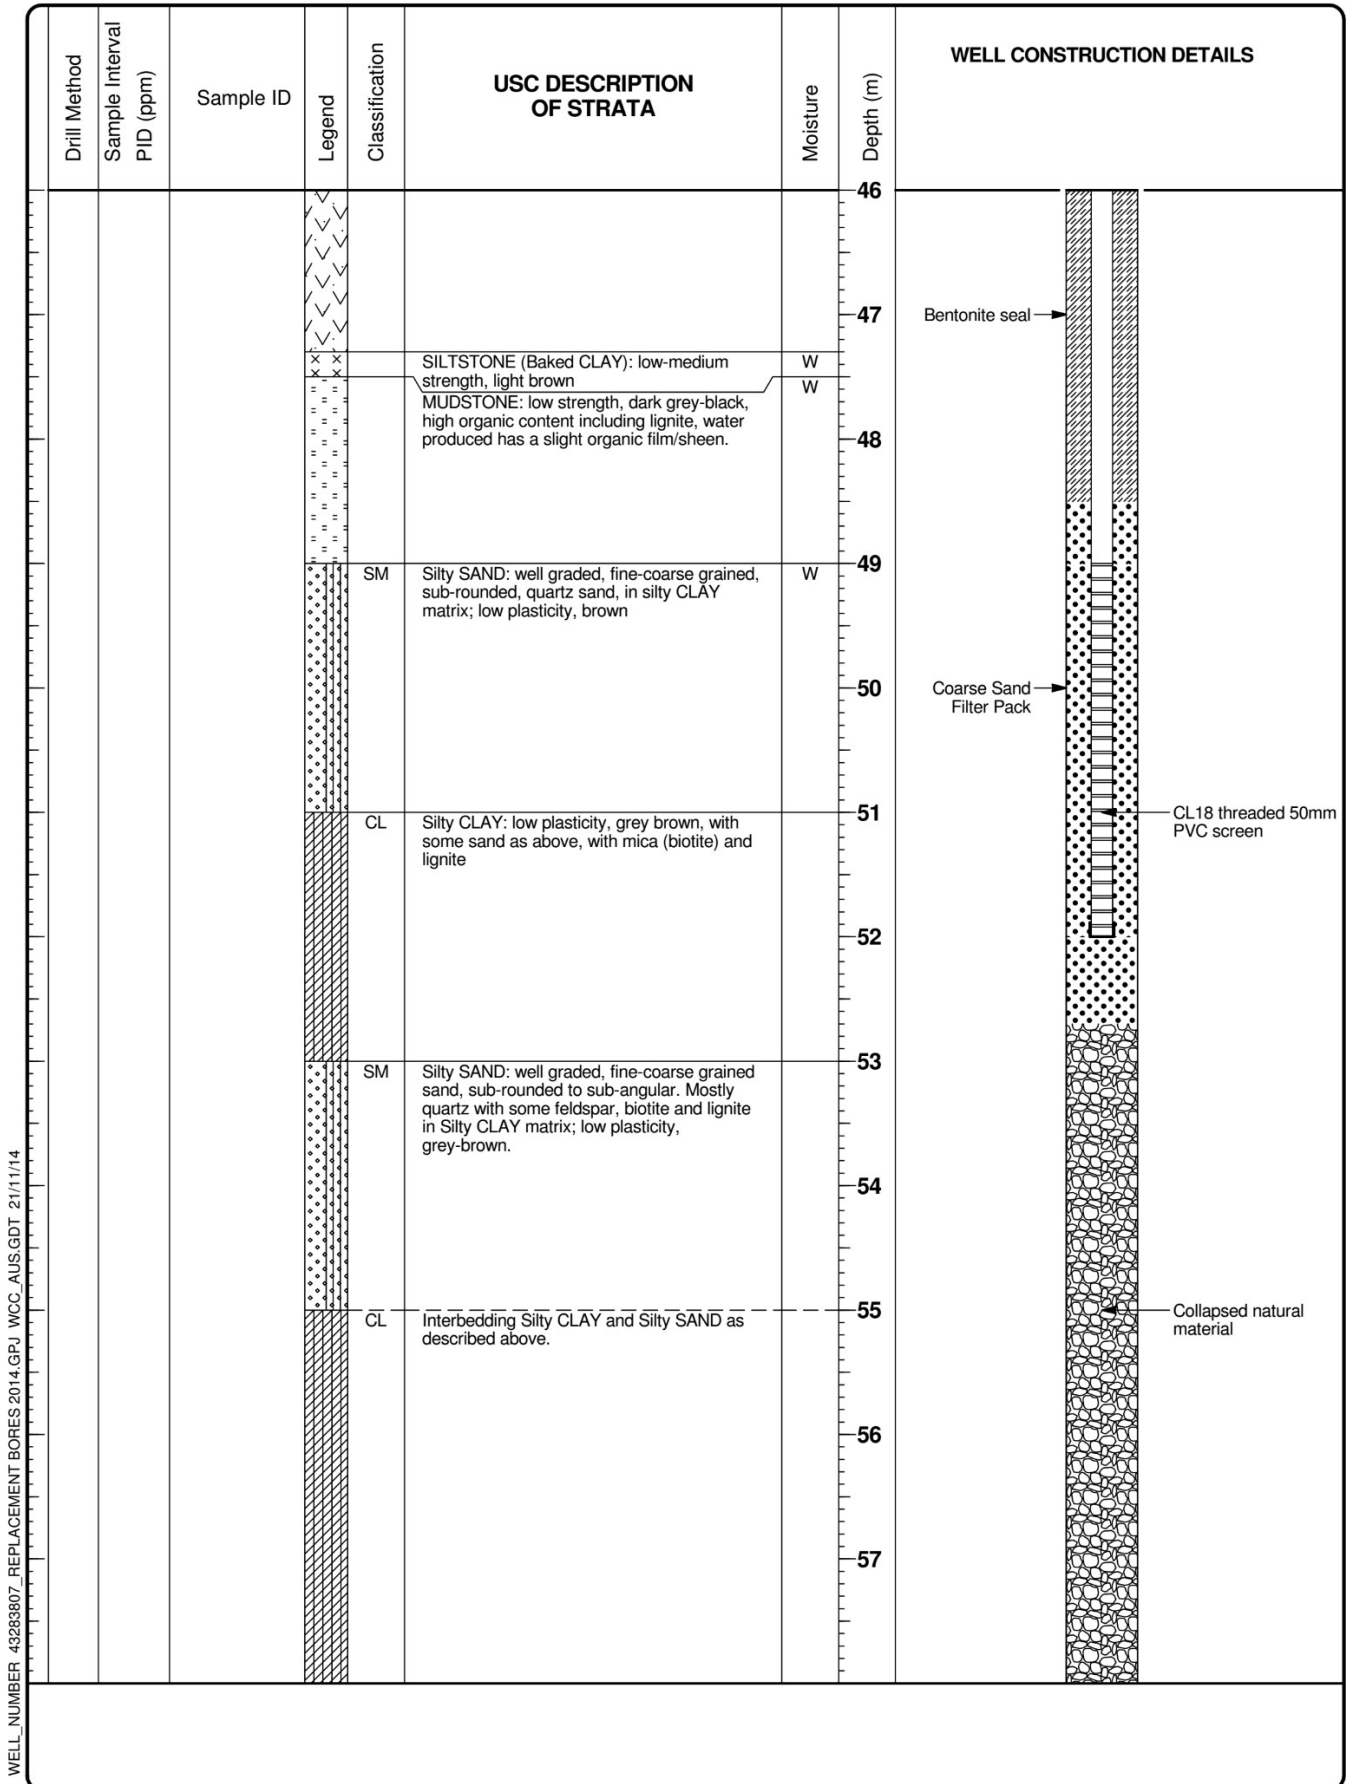 Drill Method
Sample Interval
PID (ppm)
Sample ID
Legend
Classification
USC DESCRIPTION
OF STRATA
Moisture
Depth (m)
WELL CONSTRUCTION DETAILS
46
Bentonite seal
47
SILTSTONE (Baked CLAY): low-medium
strength, light brown
W
MUDSTONE: low strength, dark grey-black,
high organic content including lignite, water
produced has a slight organic film/sheen.
W
48
49
SM
Silty SAND: well graded, fine-coarse grained,
sub-rounded, quartz sand, in silty CLAY
matrix; low plasticity, brown
W
50
Coarse Sand
Filter Pack
51
CL
Silty CLAY: low plasticity, grey brown, with
some sand as above, with mica (biotite) and
lignite
CL18 threaded 50mm
PVC screen
52
53
SM
Silty SAND: well graded, fine-coarse grained
sand, sub-rounded to sub-angular. Mostly
quartz with some feldspar, biotite and lignite
in Silty CLAY matrix; low plasticity,
grey-brown.
54
55
CL
Interbedding Silty CLAY and Silty SAND as
described above.
Collapsed natural
material
56
57
WELL_NUMBER 43283807_REPLACEMENT BORES 2014.GPJ WCC_AUS.GDT 21/11/14